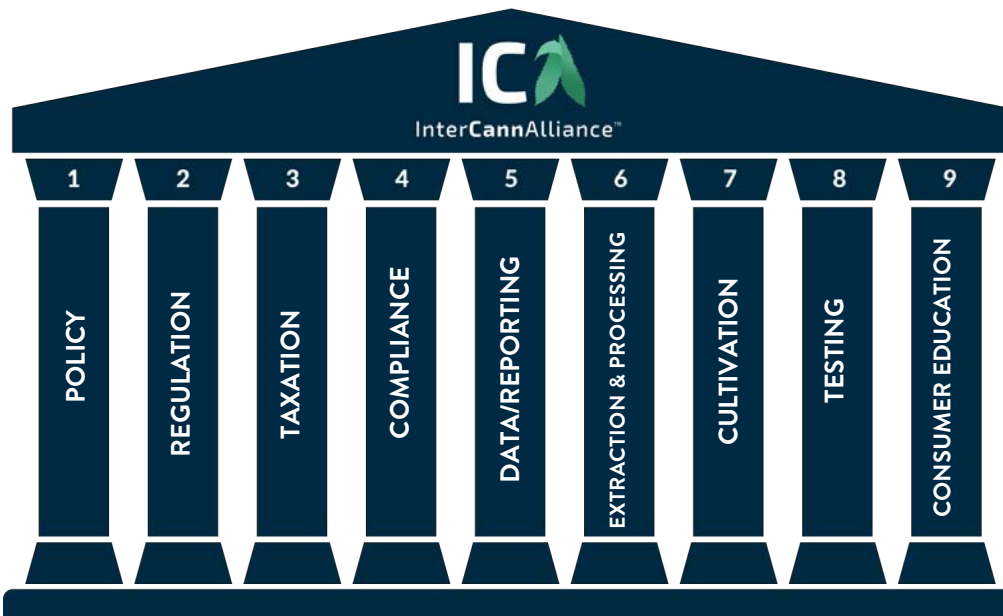 ICA
InterCannAlliance™
1 2 3 4 5 6 7 8 9
POLICY
REGULATION
TAXATION
COMPLIANCE
DATA/REPORTING
EXTRACTION & PROCESSING
CULTIVATION
TESTING
CONSUMER EDUCATION